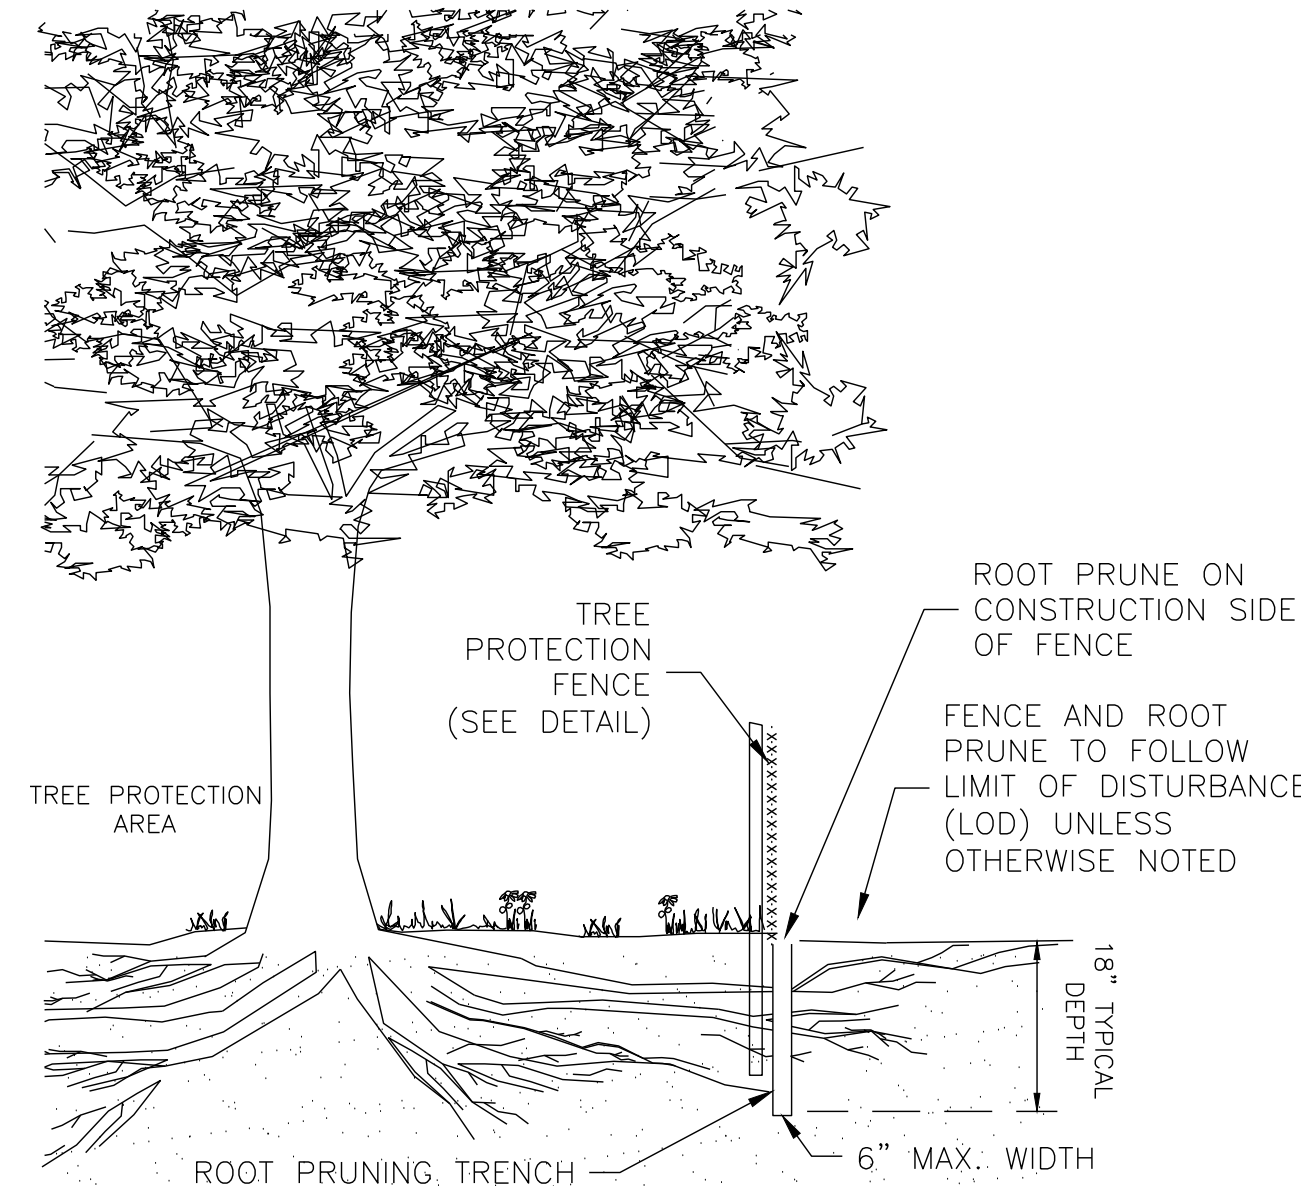 ROOT PRUNE ON
CONSTRUCTION SIDE
OF FENCE
TREE
PROTECTION
FENCE
(SEE DETAIL)
FENCE AND ROOT
PRUNE TO FOLLOW
LIMIT OF DISTURBANCE
(LOD) UNLESS
OTHERWISE NOTED
TREE PROTECTION
AREA
18" TYPICAL
DEPTH
6" MAX. WIDTH
ROOT PRUNING TRENCH